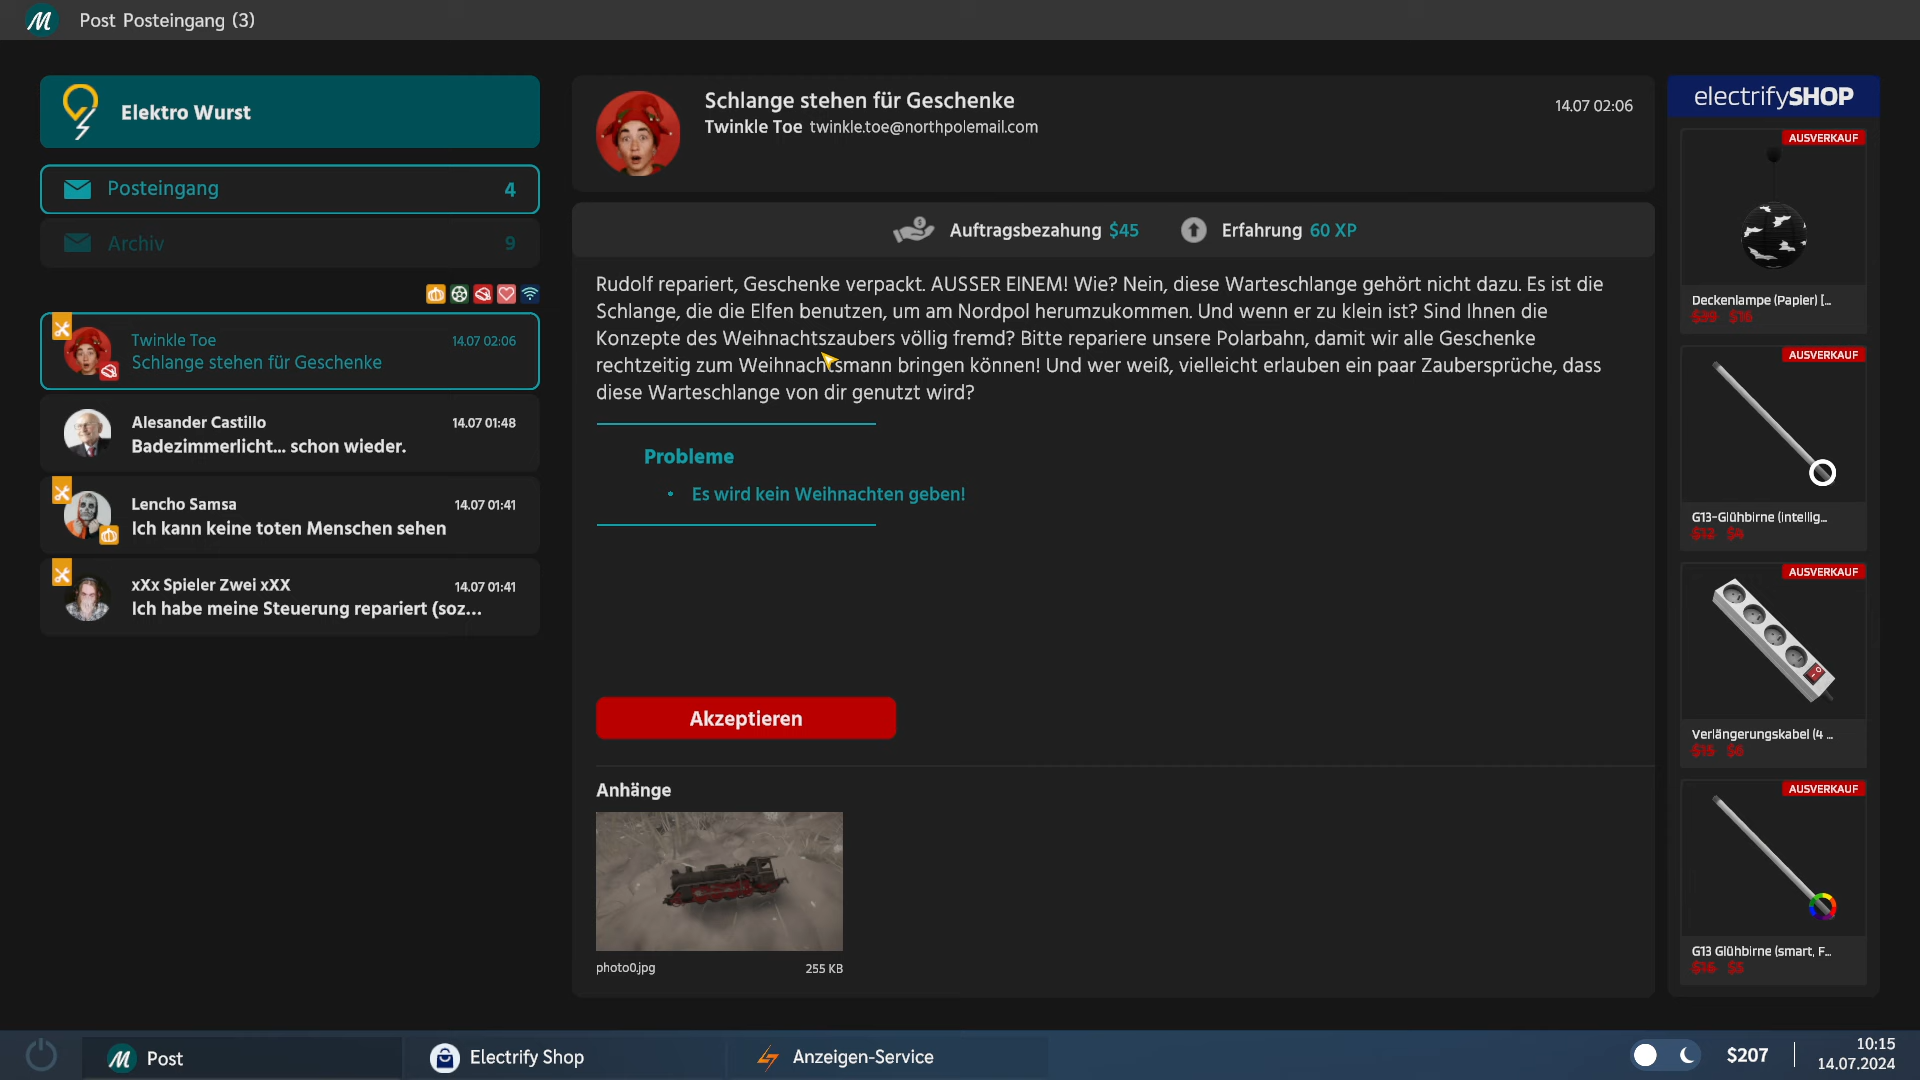 Post Posteingang (3)
Elektro Wurst
Posteingang 4
Archiv 9
Twinkle Toe 14.07 02:06
Schlange stehen für Geschenke
Alesander Castillo 14.07 01:48
Badezimmerlicht... schon wieder.
Lencho Samsa 14.07 01:41
Ich kann keine toten Menschen sehen
xXx Spieler Zwei xXX 14.07 01:41
Ich habe meine Steuerung repariert (soz...
Schlange stehen für Geschenke 14.07 02:06
Twinkle Toe twinkle.toe@northpolemail.com
Auftragsbezahung $45 Erfahrung 60 XP
Rudolf repariert, Geschenke verpackt. AUSSER EINEM! Wie? Nein, diese Warteschlange gehört nicht dazu. Es ist die
Schlange, die die Elfen benutzen, um am Nordpol herumzukommen. Und wenn er zu klein ist? Sind Ihnen die
Konzepte des Weihnachtszaubers völlig fremd? Bitte repariere unsere Polarbahn, damit wir alle Geschenke
rechtzeitig zum Weihnachtsmann bringen können! Und wer weiß, vielleicht erlauben ein paar Zaubersprüche, dass
diese Warteschlange von dir genutzt wird?
Probleme
• Es wird kein Weihnachten geben!
Akzeptieren
Anhänge
photo0.jpg 255 KB
electrifySHOP
AUSVERKAUF
Deckenlampe (Papier) [...
$39 $16
AUSVERKAUF
G13-Glühbirne (intellig...
$12 $4
AUSVERKAUF
Verlängerungskabel (4 ...
$15 $6
AUSVERKAUF
G13 Glühbirne (smart, F...
$16 $5
Post
Electrify Shop
Anzeigen-Service
$207
10:15
14.07.2024